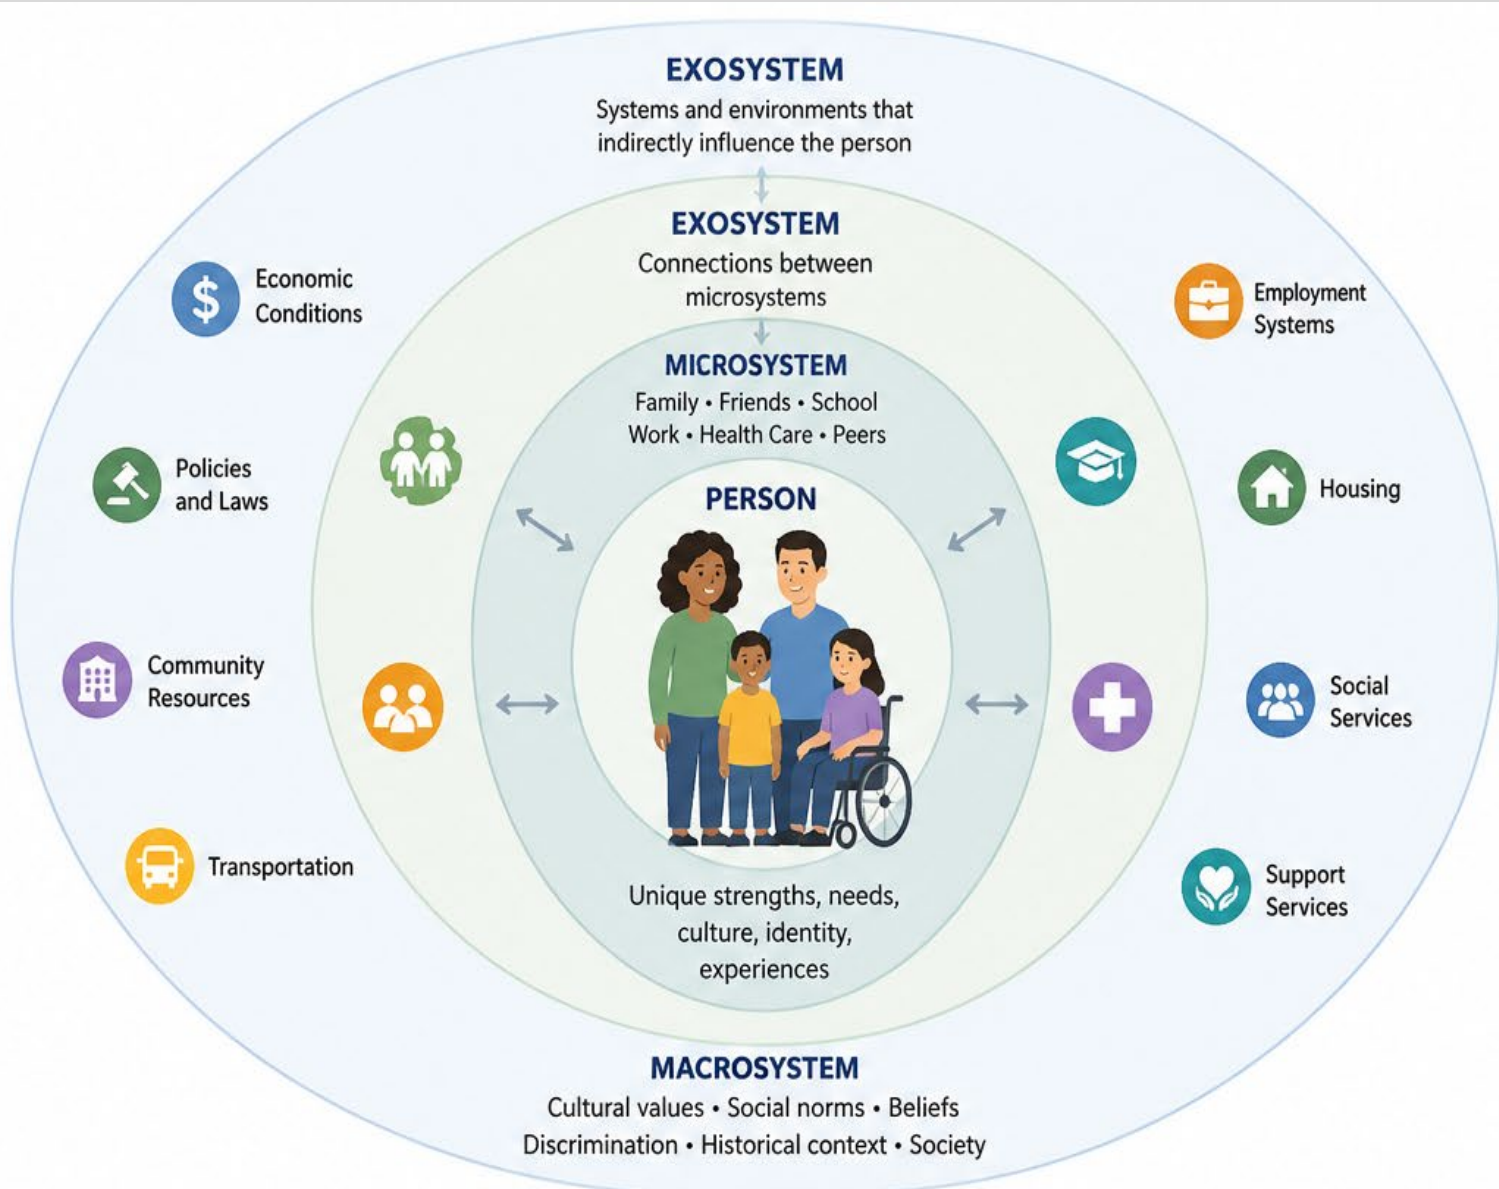 EXOSYSTEM
Systems and environments that
indirectly influence the person
EXOSYSTEM
Connections between
microsystems
MICROSYSTEM
Family • Friends • School
Work • Health Care • Peers
PERSON
Unique strengths, needs,
culture, identity,
experiences
$
Economic
Conditions
Policies
and Laws
Community
Resources
Transportation
Employment
Systems
Housing
Social
Services
Support
Services
MACROSYSTEM
Cultural values • Social norms • Beliefs
Discrimination • Historical context • Society